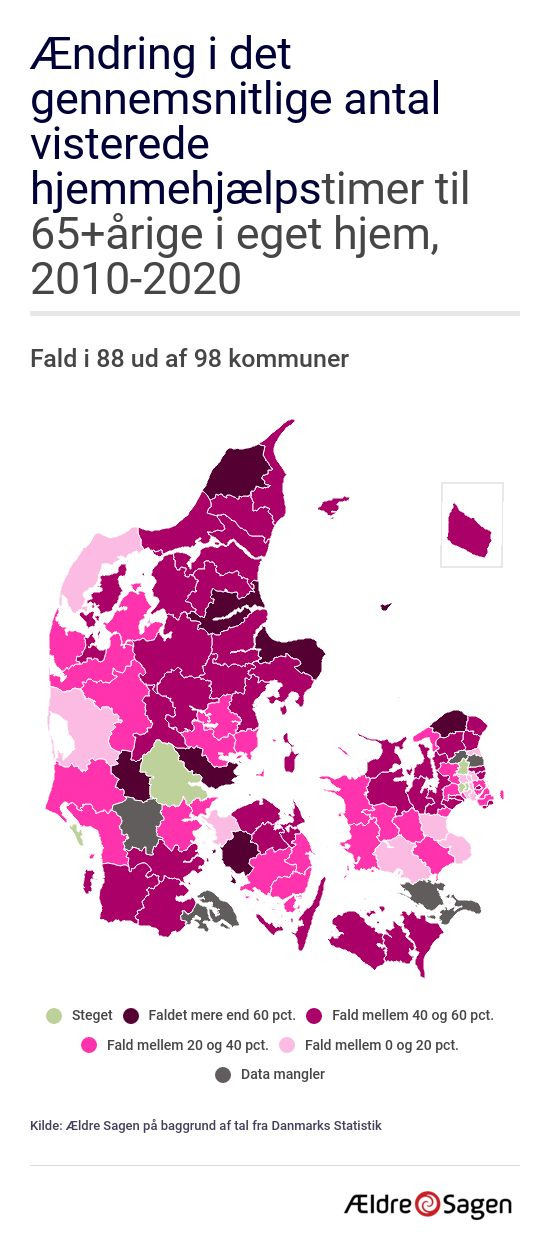 Ændring i det
gennemsnitlige antal
visterede
hjemmehjælpstimer til
65+årige i eget hjem,
2010-2020
Fald i 88 ud af 98 kommuner
Steget Faldet mere end 60 pct. Fald mellem 40 og 60 pct.
Fald mellem 20 og 40 pct. Fald mellem 0 og 20 pct.
Data mangler
Kilde: Ældre Sagen på baggrund af tal fra Danmarks Statistik
Ældre Sagen